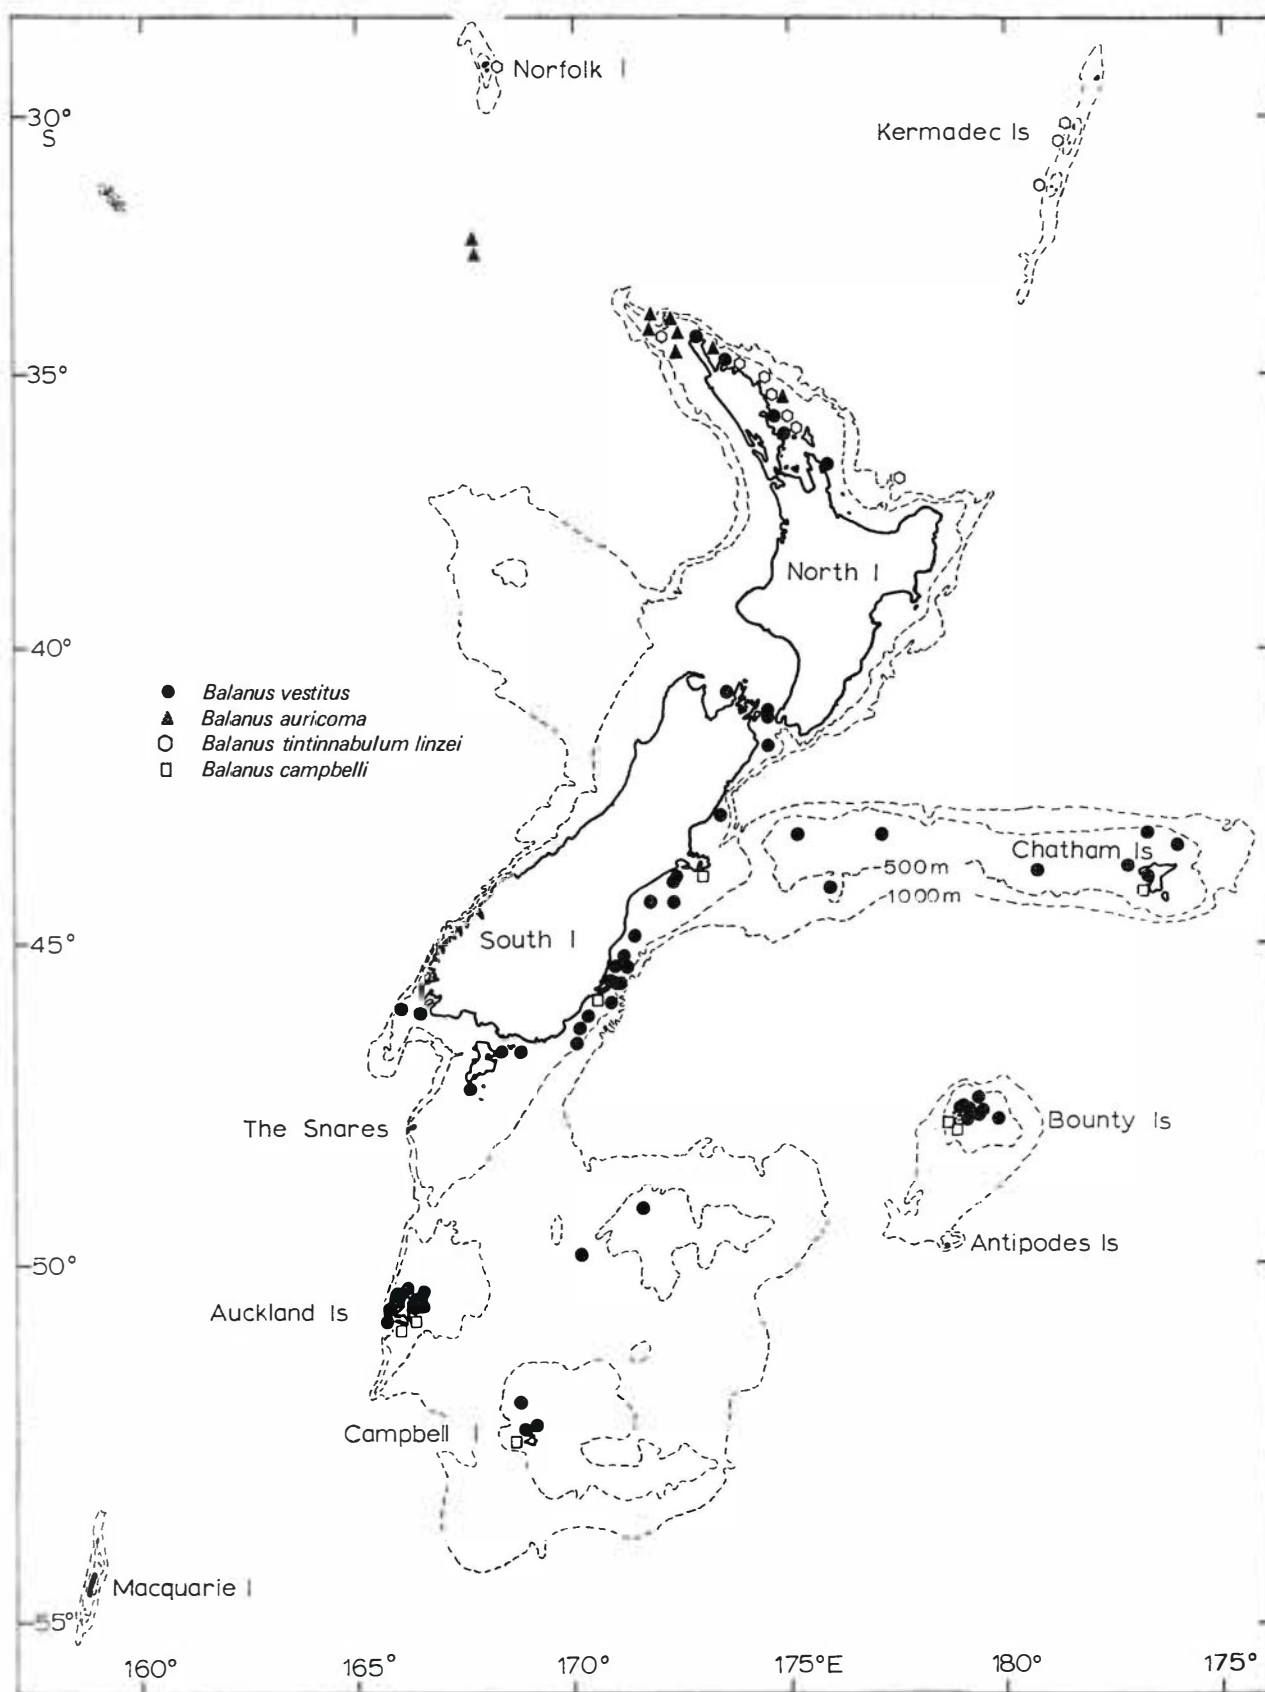 Norfolk I
30°
S
Kermadec Is
35°
North I
40°
Balanus vestitus
Balanus auricoma
Balanus tintinnabulum linzei
Balanus campbelli
Chatham Is
500m
1000m
South I
45°
The Snares
Bounty Is
Antipodes Is
50°
Auckland Is
Campbell I
Macquarie I
55°
160°
165°
170°
175°E
180°
175°